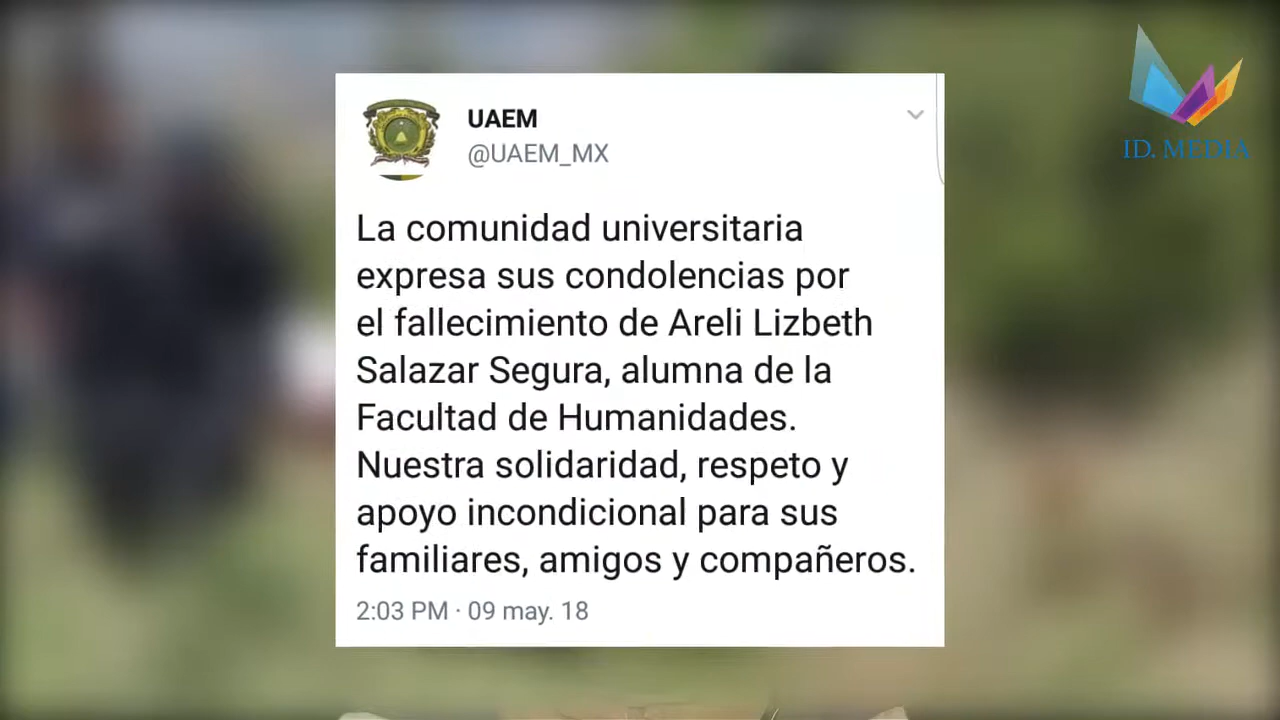 UAEM
@UAEM_MX
La comunidad universitaria
expresa sus condolencias por
el fallecimiento de Areli Lizbeth
Salazar Segura, alumna de la
Facultad de Humanidades.
Nuestra solidaridad, respeto y
apoyo incondicional para sus
familiares, amigos y compañeros.
2:03 PM · 09 may. 18
ID. MEDIA